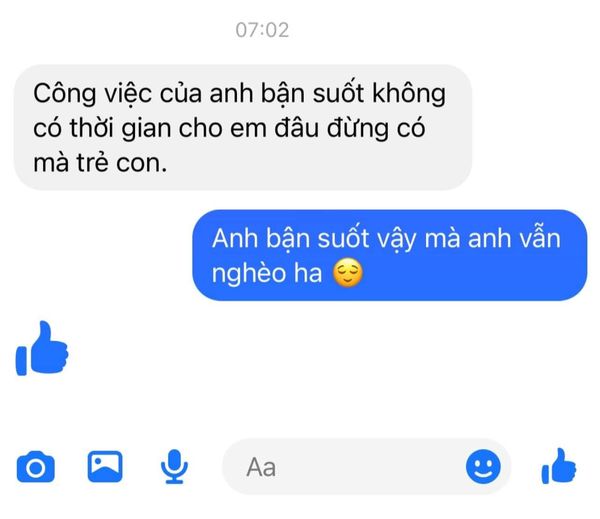 07:02
Công việc của anh bận suốt không
có thời gian cho em đâu đừng có
mà trẻ con.
Anh bận suốt vậy mà anh vẫn
nghèo ha 😌
Aa